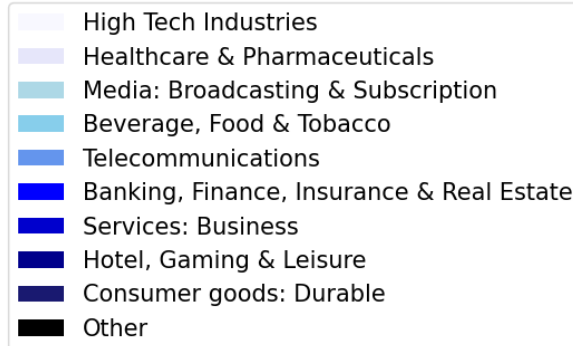 High Tech Industries
Healthcare & Pharmaceuticals
Media: Broadcasting & Subscription
Beverage, Food & Tobacco
Telecommunications
Banking, Finance, Insurance & Real Estate
Services: Business
Hotel, Gaming & Leisure
Consumer goods: Durable
Other